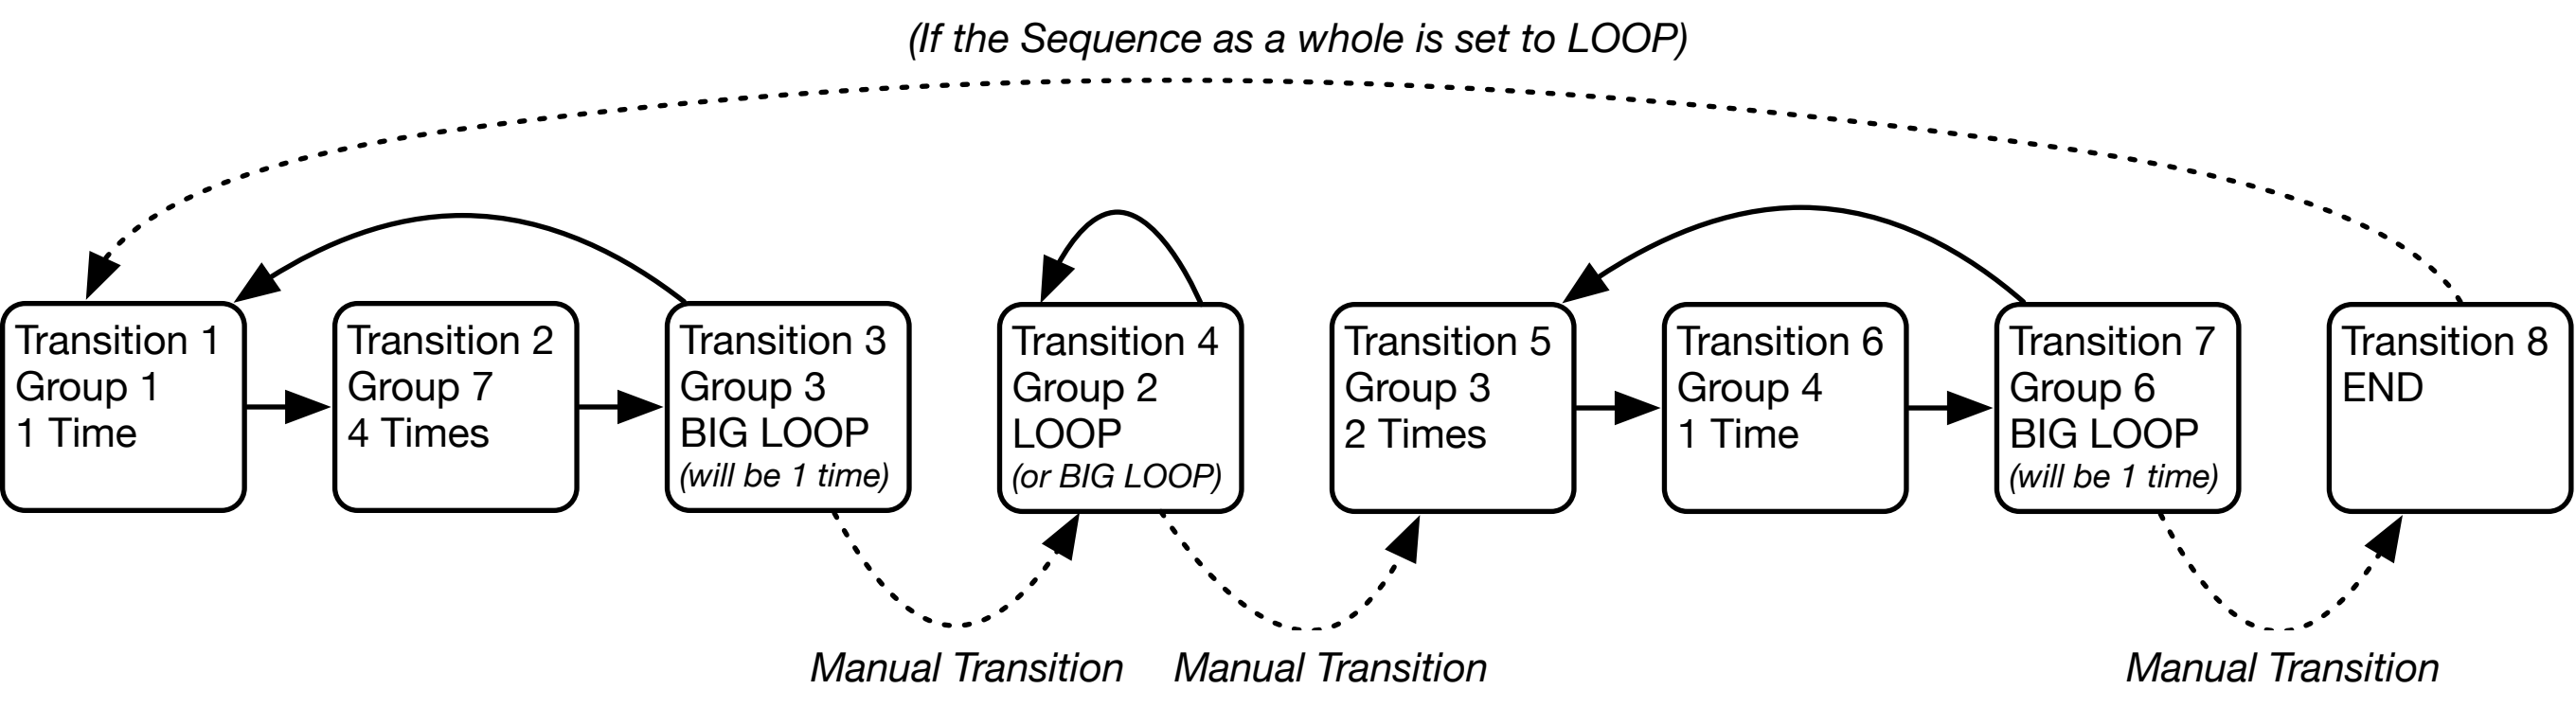 (If the Sequence as a whole is set to LOOP)
Transition 1
Group 1
1 Time
Transition 2
Group 7
4 Times
Transition 3
Group 3
BIG LOOP
(will be 1 time)
Transition 4
Group 2
LOOP
(or BIG LOOP)
Transition 5
Group 3
2 Times
Transition 6
Group 4
1 Time
Transition 7
Group 6
BIG LOOP
(will be 1 time)
Transition 8
END
Manual Transition
Manual Transition
Manual Transition